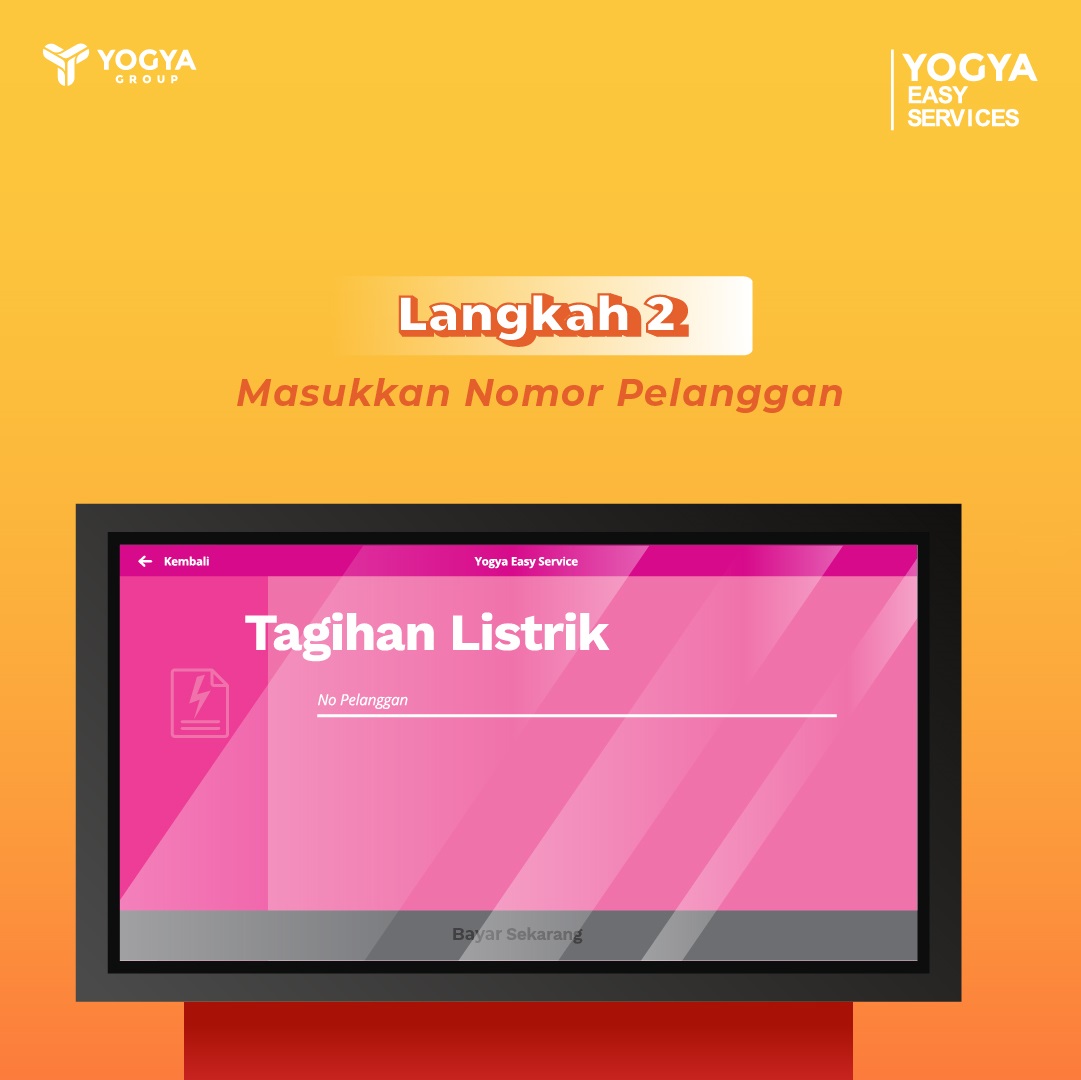 YOGYA
GROUP
YOGYA
EASY
SERVICES
Langkah 2
Masukkan Nomor Pelanggan
Kembali
Yogya Easy Service
Tagihan Listrik
No Pelanggan
Bayar Sekarang